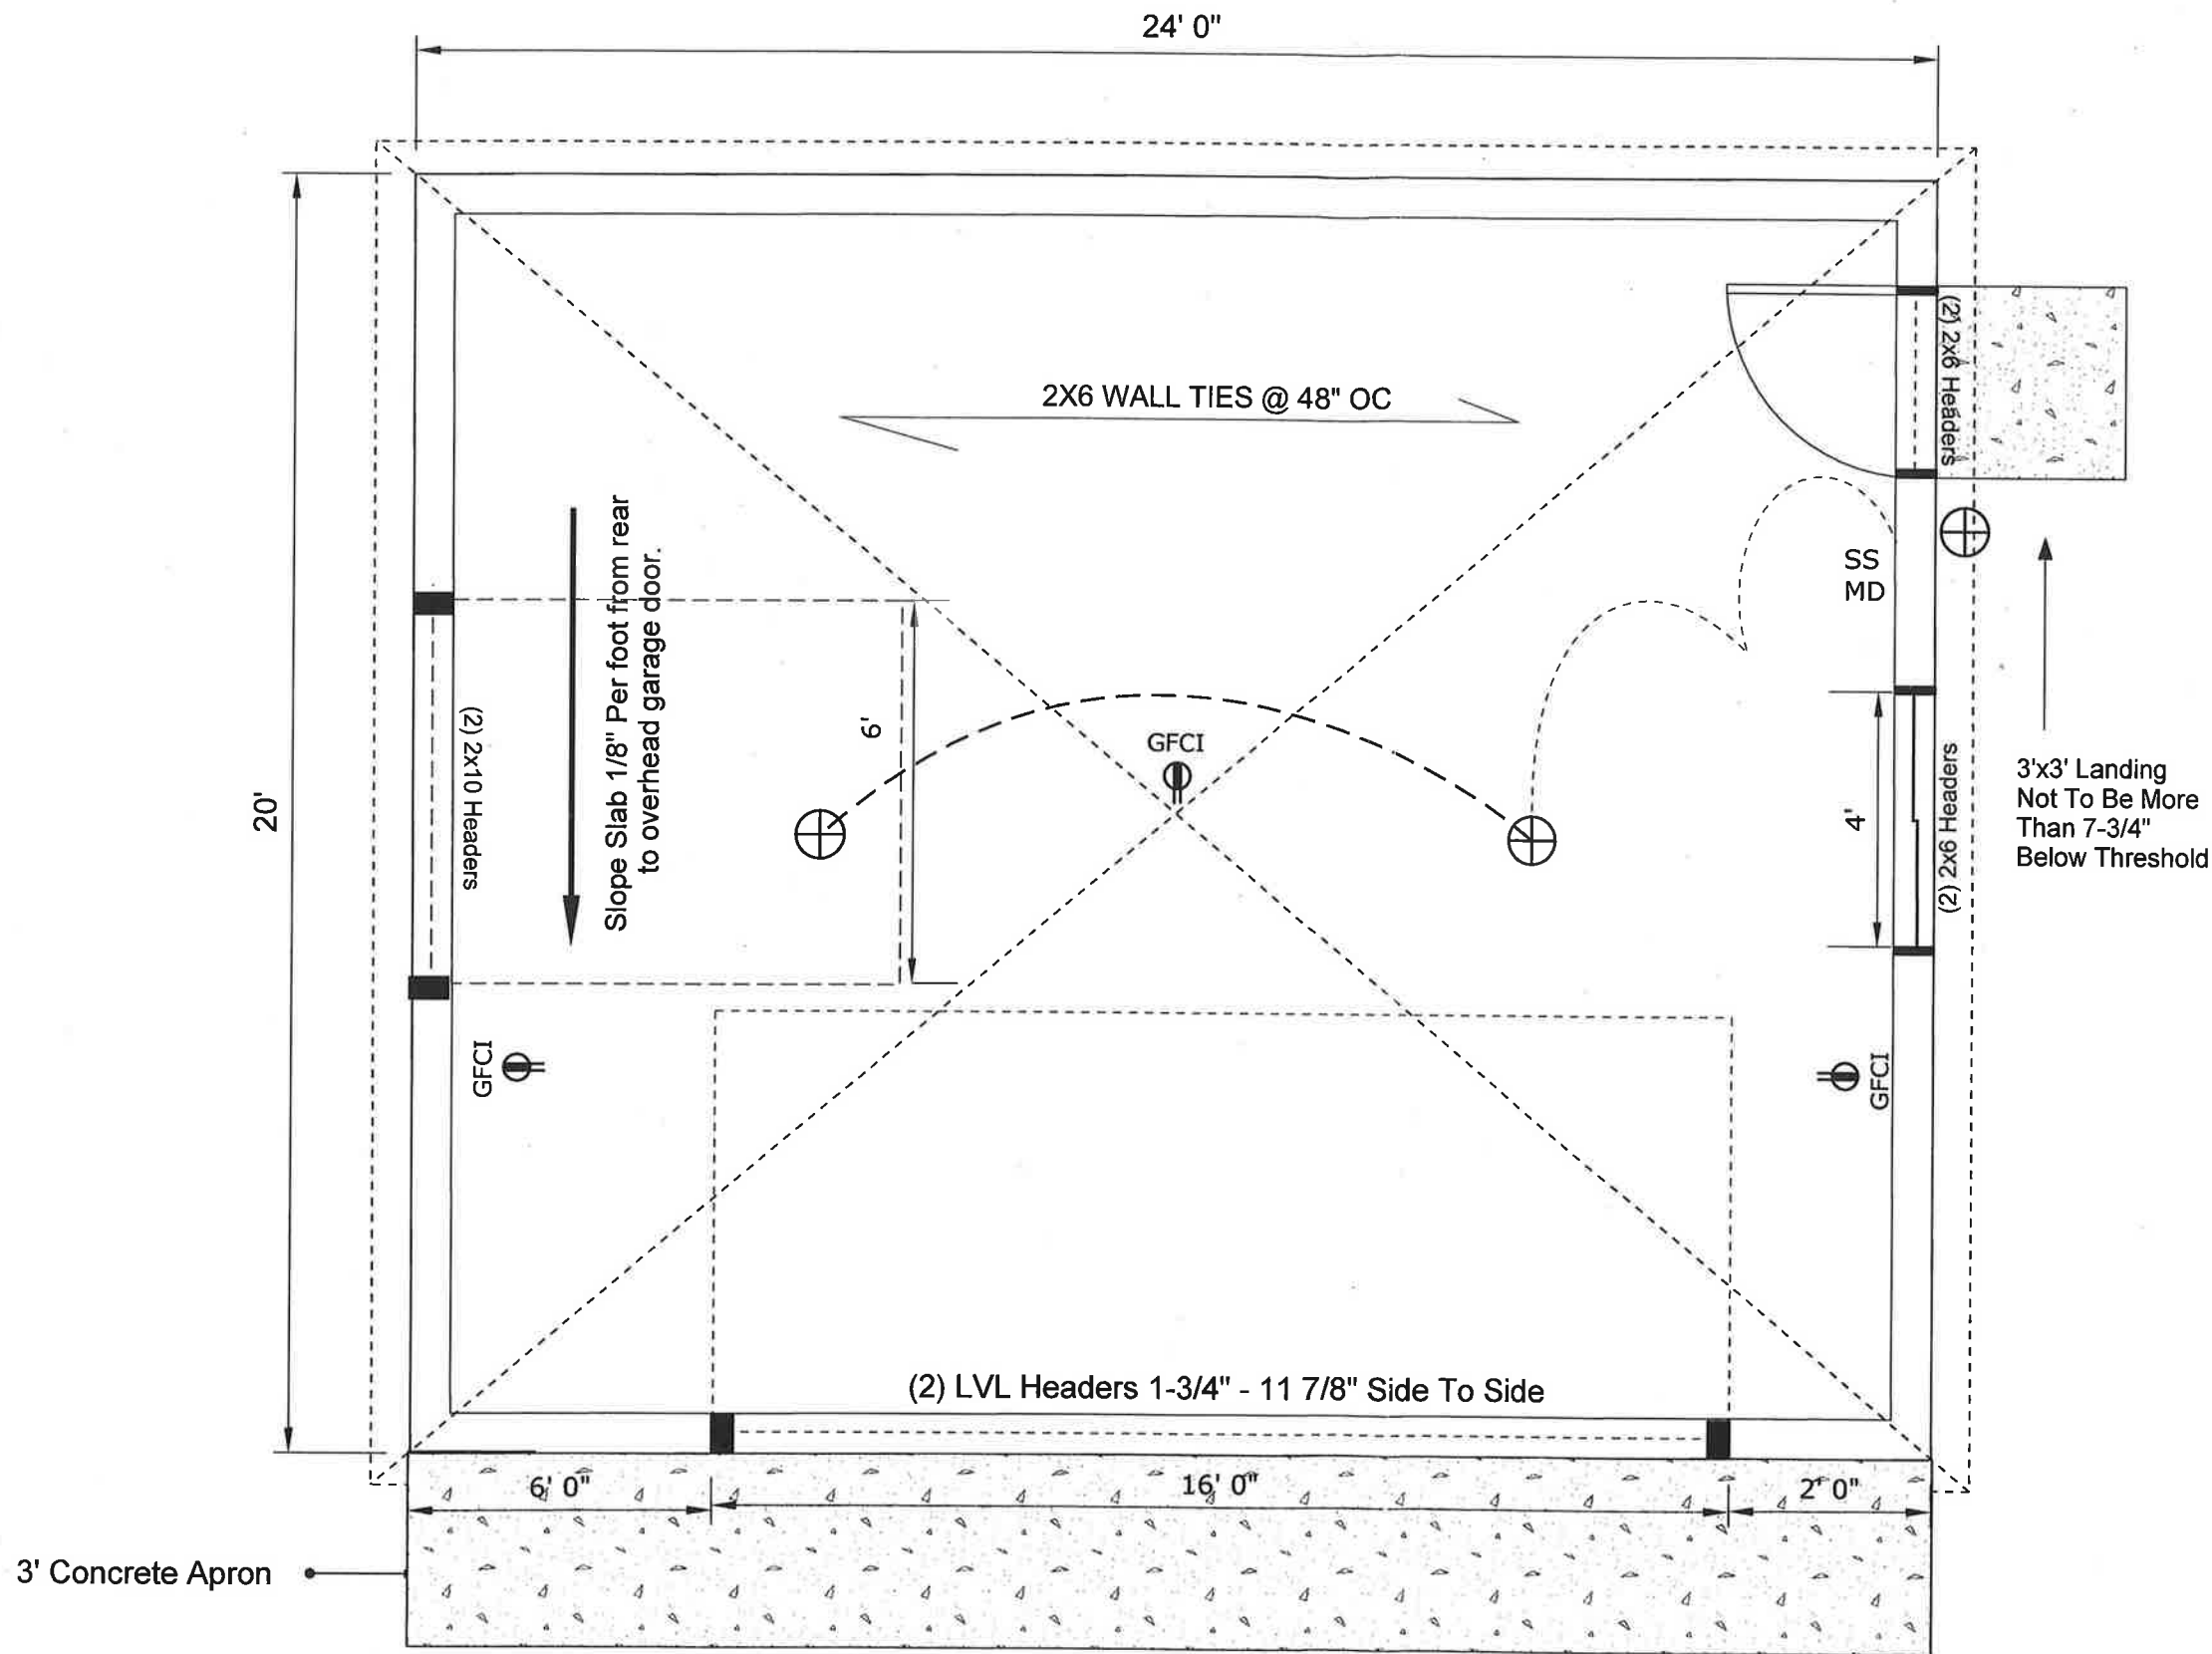 24' 0"
2X6 WALL TIES @ 48" OC
(2) 2x6 Headers
Slope Slab 1/8" Per foot from rear
to overhead garage door.
SS
MD
20'
(2) 2x10 Headers
6'
GFCI
4'
(2) 2x6 Headers
3'x3' Landing
Not To Be More
Than 7-3/4"
Below Threshold
GFCI
GFCI
(2) LVL Headers 1-3/4" - 11 7/8" Side To Side
6' 0"
16' 0"
2' 0"
3' Concrete Apron